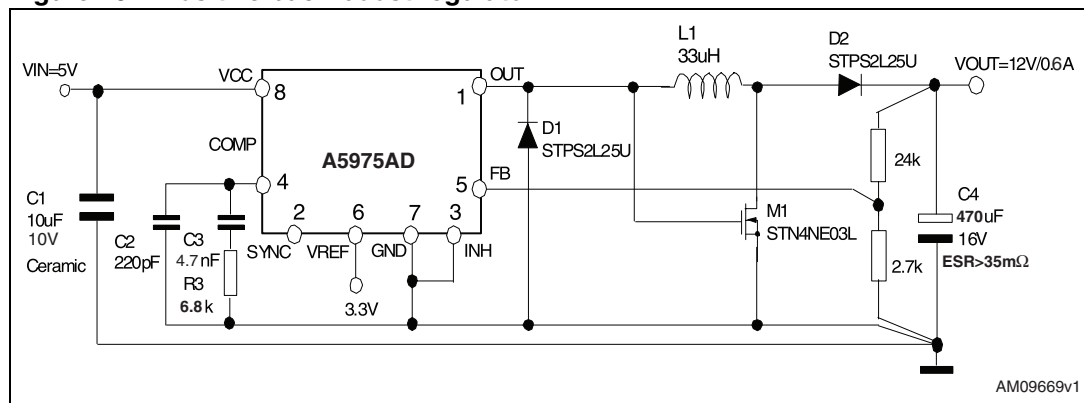 VIN=5V
VCC
8
OUT
1
L1
33uH
D2
STPS2L25U
VOUT=12V/0.6A
COMP
4
A5975AD
D1
STPS2L25U
FB
5
24k
C1
10uF
10V
Ceramic
C2
220pF
C3
4.7nF
R3
6.8k
2
SYNC
6
VREF
3.3V
7
GND
3
INH
M1
STN4NE03L
2.7k
C4
470uF
16V
ESR>35mΩ
AM09669v1